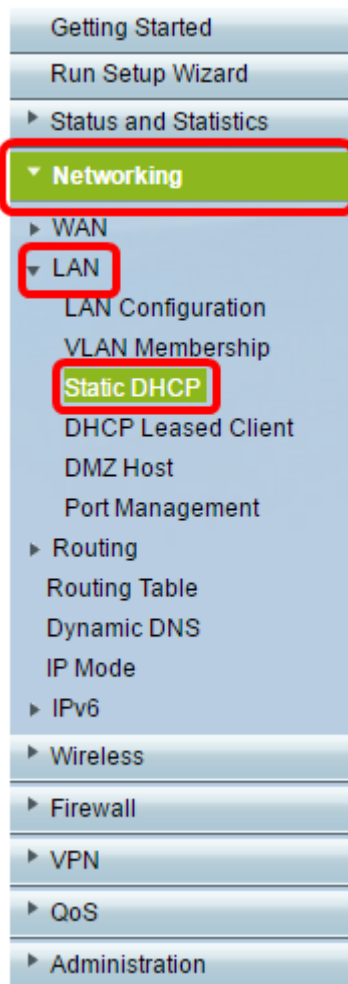 Getting Started
Run Setup Wizard
Status and Statistics
Networking
WAN
LAN
LAN Configuration
VLAN Membership
Static DHCP
DHCP Leased Client
DMZ Host
Port Management
Routing
Routing Table
Dynamic DNS
IP Mode
IPv6
Wireless
Firewall
VPN
QoS
Administration